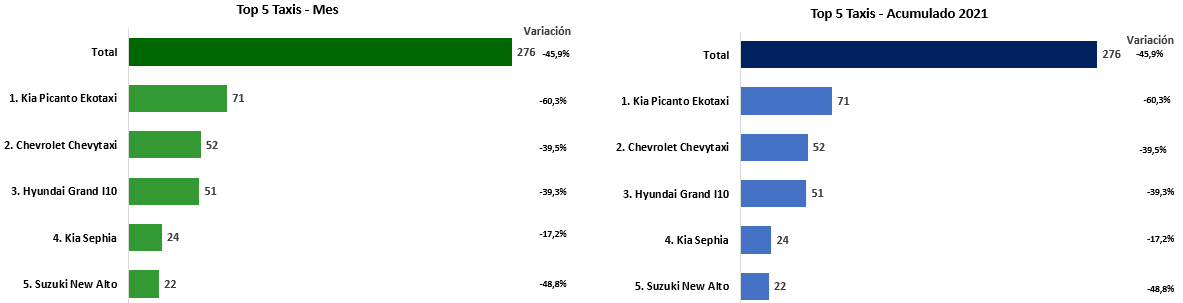 Top 5 Taxis - Mes
Variación
Total 276 -45,9%
1. Kia Picanto Ekotaxi 71 -60,3%
2. Chevrolet Chevytaxi 52 -39,5%
3. Hyundai Grand I10 51 -39,3%
4. Kia Sephia 24 -17,2%
5. Suzuki New Alto 22 -48,8%
Top 5 Taxis - Acumulado 2021
Variación
Total 276 -45,9%
1. Kia Picanto Ekotaxi 71 -60,3%
2. Chevrolet Chevytaxi 52 -39,5%
3. Hyundai Grand I10 51 -39,3%
4. Kia Sephia 24 -17,2%
5. Suzuki New Alto 22 -48,8%